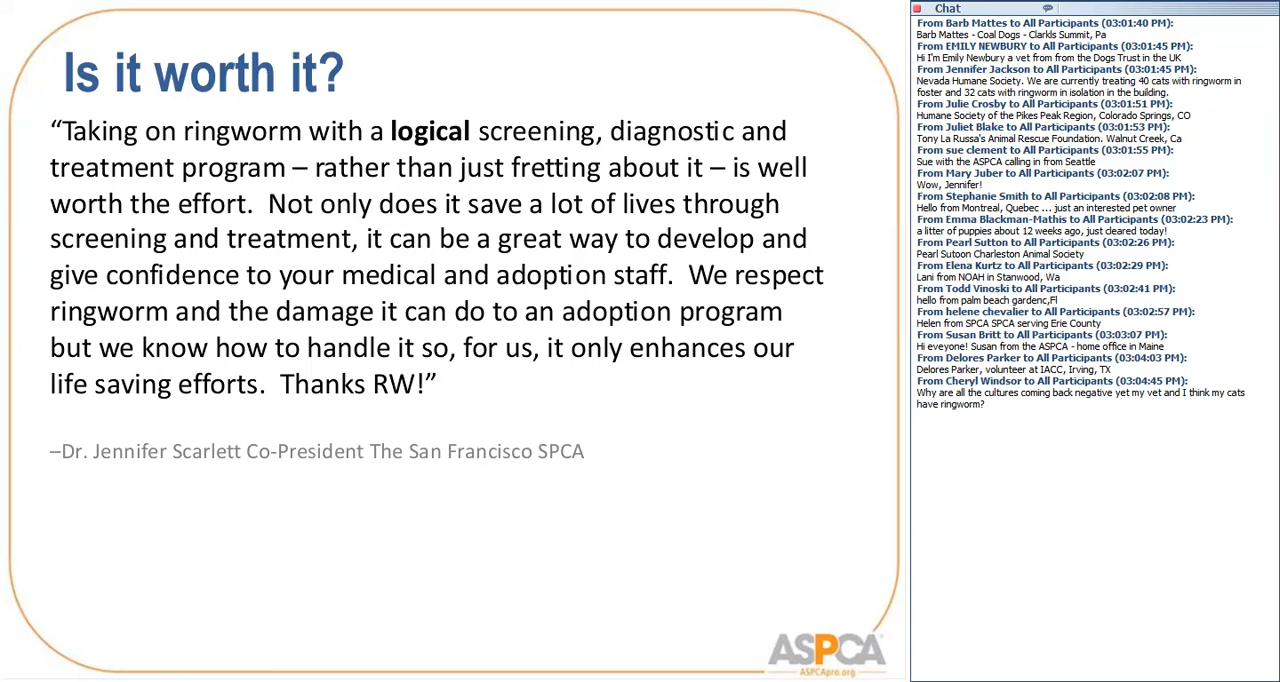 Is it worth it?
“Taking on ringworm with a logical screening, diagnostic and
treatment program – rather than just fretting about it – is well
worth the effort.  Not only does it save a lot of lives through
screening and treatment, it can be a great way to develop and
give confidence to your medical and adoption staff.  We respect
ringworm and the damage it can do to an adoption program
but we know how to handle it so, for us, it only enhances our
life saving efforts.  Thanks RW!”
–Dr. Jennifer Scarlett Co-President The San Francisco SPCA
ASPCA
ASPCApro.org
Chat
From Barb Mattes to All Participants (03:01:40 PM):
Barb Mattes - Coal Dogs - Clarkls Summit, Pa
From EMILY NEWBURY to All Participants (03:01:45 PM):
Hi I'm Emily Newbury a vet from from the Dogs Trust in the UK
From Jennifer Jackson to All Participants (03:01:45 PM):
Nevada Humane Society. We are currently treating 40 cats with ringworm in
foster and 32 cats with ringworm in isolation in the building.
From Julie Crosby to All Participants (03:01:51 PM):
Humane Society of the Pikes Peak Region, Colorado Springs, CO
From Juliet Blake to All Participants (03:01:53 PM):
Tony La Russa's Animal Rescue Foundation. Walnut Creek, Ca
From sue clement to All Participants (03:01:55 PM):
Sue with the ASPCA calling in from Seattle
From Mary Juber to All Participants (03:02:07 PM):
Wow, Jennifer!
From Stephanie Smith to All Participants (03:02:08 PM):
Hello from Montreal, Quebec ... just an interested pet owner
From Emma Blackman-Mathis to All Participants (03:02:23 PM):
a litter of puppies about 12 weeks ago, just cleared today!
From Pearl Sutton to All Participants (03:02:26 PM):
Pearl Sutoon Charleston Animal Society
From Elena Kurtz to All Participants (03:02:29 PM):
Lani from NOAH in Stanwood, Wa
From Todd Vinoski to All Participants (03:02:41 PM):
hello from palm beach gardenc,Fl
From helene chevalier to All Participants (03:02:57 PM):
Helen from SPCA SPCA serving Erie County
From Susan Britt to All Participants (03:03:07 PM):
Hi eveyone! Susan from the ASPCA - home office in Maine
From Delores Parker to All Participants (03:04:03 PM):
Delores Parker, volunteer at IACC, Irving, TX
From Cheryl Windsor to All Participants (03:04:45 PM):
Why are all the cultures coming back negative yet my vet and I think my cats
have ringworm?